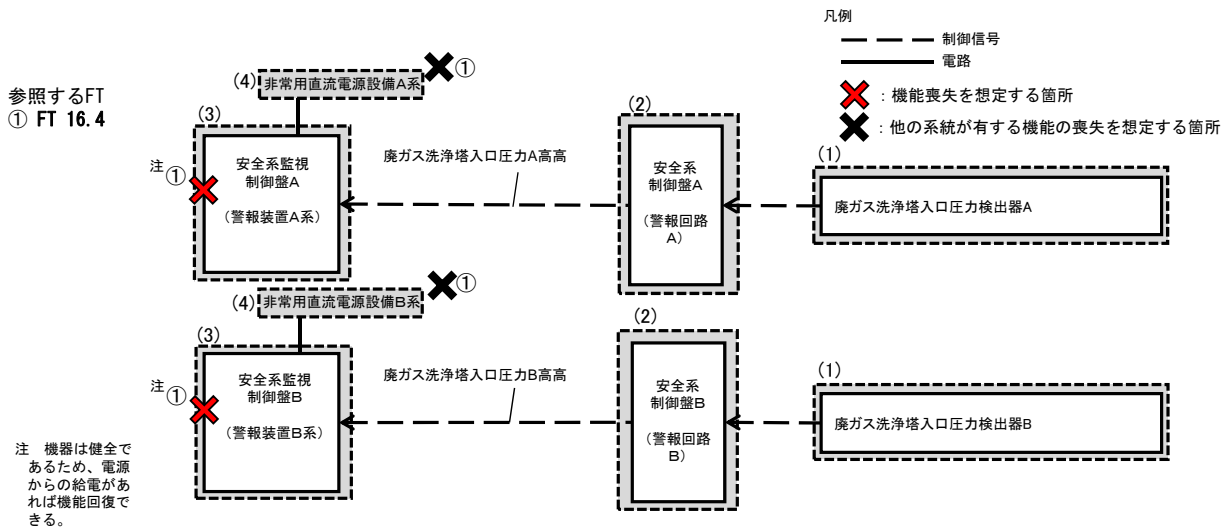 凡例
制御信号
電路
：機能喪失を想定する箇所
：他の系統が有する機能の喪失を想定する箇所
参照するFT
① FT 16.4
(4)
非常用直流電源設備A系
①
(3)
注
①
安全系監視
制御盤A
（警報装置A系）
廃ガス洗浄塔入口圧力A高高
(2)
安全系
制御盤A
（警報回路
A）
(1)
廃ガス洗浄塔入口圧力検出器A
(4)
非常用直流電源設備B系
①
(3)
注
①
安全系監視
制御盤B
（警報装置B系）
廃ガス洗浄塔入口圧力B高高
(2)
安全系
制御盤B
（警報回路
B）
(1)
廃ガス洗浄塔入口圧力検出器B
注　機器は健全で
あるため、電源
からの給電があ
れば機能回復で
きる。